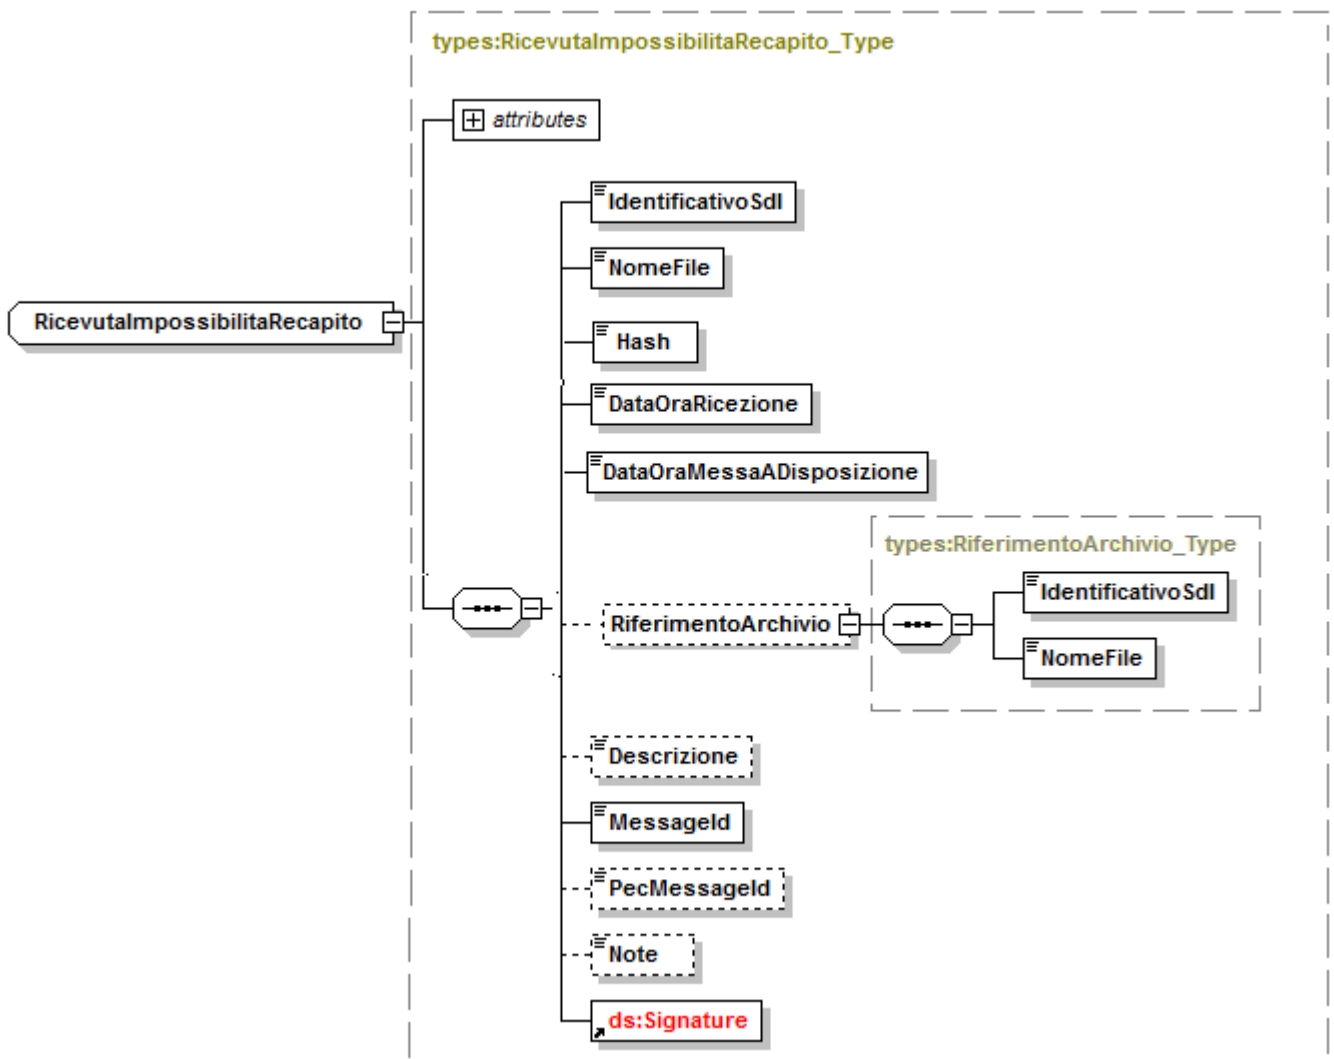 types:RicevutaImpossibilitaRecapito_Type
attributes
IdentificativoSdI
NomeFile
Hash
RicevutaImpossibilitaRecapito
DataOraRicezione
DataOraMessaADisposizione
types:RiferimentoArchivio_Type
IdentificativoSdI
RiferimentoArchivio
NomeFile
Descrizione
MessageId
PecMessageId
Note
ds:Signature